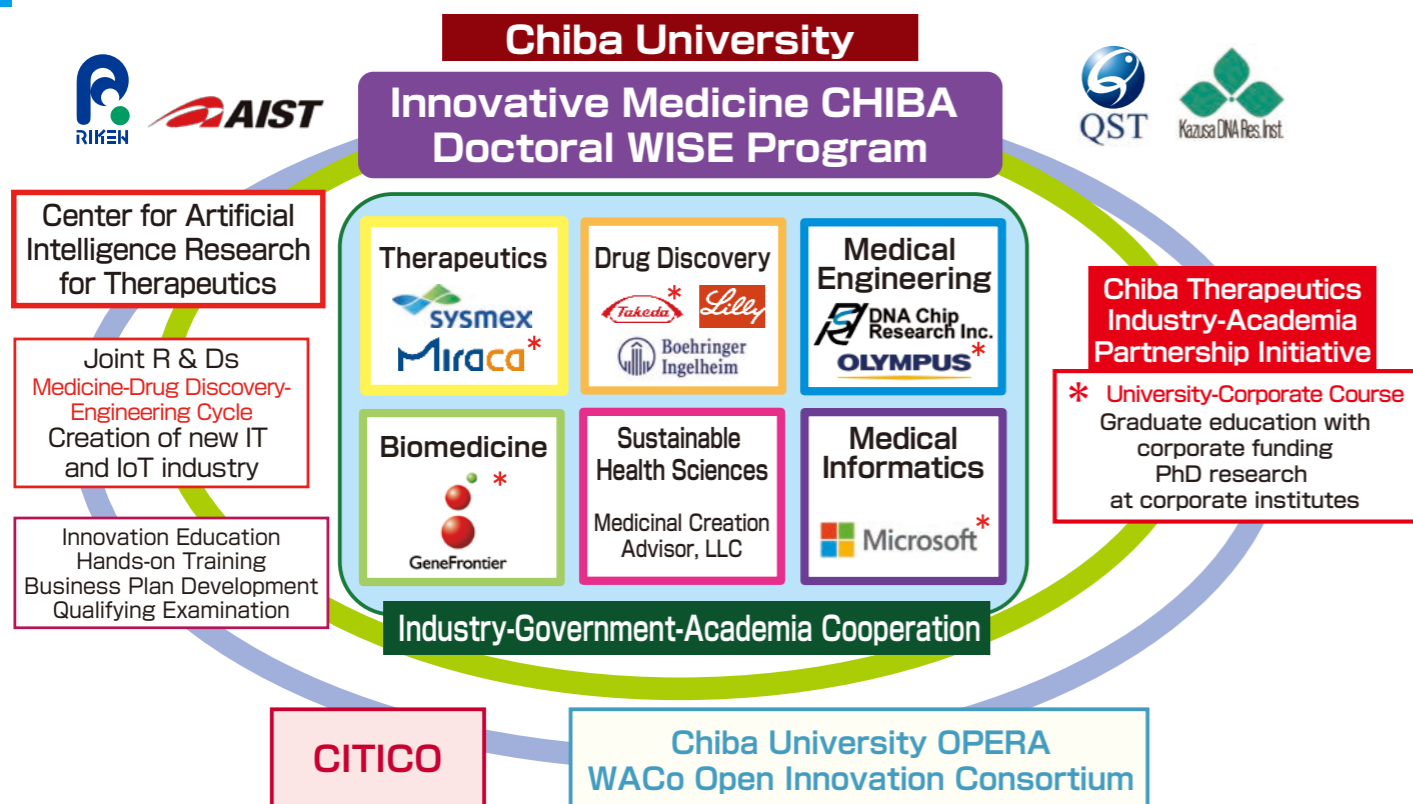 Chiba University
Innovative Medicine CHIBA
Doctoral WISE Program
RIKEN
AIST
QST
Kazusa DNA Res. Inst.
Center for Artificial
Intelligence Research
for Therapeutics
Joint R & Ds
Medicine-Drug Discovery-
Engineering Cycle
Creation of new IT
and IoT industry
Innovation Education
Hands-on Training
Business Plan Development
Qualifying Examination
Therapeutics
sysmex
Miraca*
Drug Discovery
Takeda*
Lilly
Boehringer
Ingelheim
Medical
Engineering
DNA Chip
Research Inc.
OLYMPUS*
Biomedicine
*
GeneFrontier
Sustainable
Health Sciences
Medicinal Creation
Advisor, LLC
Medical
Informatics
Microsoft*
Industry-Government-Academia Cooperation
Chiba Therapeutics
Industry-Academia
Partnership Initiative
* University-Corporate Course
Graduate education with
corporate funding
PhD research
at corporate institutes
CITICO
Chiba University OPERA
WACo Open Innovation Consortium